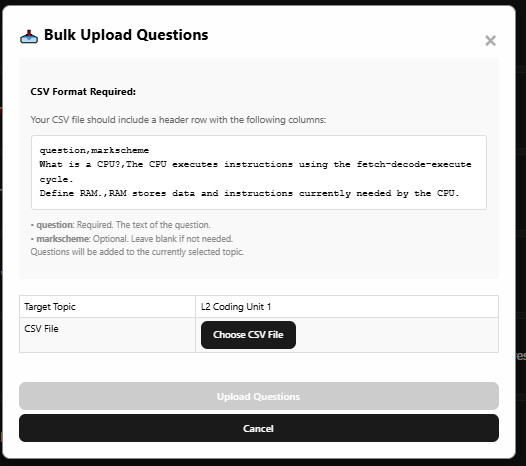 Bulk Upload Questions
×
CSV Format Required:
Your CSV file should include a header row with the following columns:
question,markscheme
What is a CPU?,The CPU executes instructions using the fetch-decode-execute
cycle.
Define RAM.,RAM stores data and instructions currently needed by the CPU.
• question: Required. The text of the question.
• markscheme: Optional. Leave blank if not needed.
Questions will be added to the currently selected topic.
Target Topic L2 Coding Unit 1
CSV File Choose CSV File
Upload Questions
Cancel